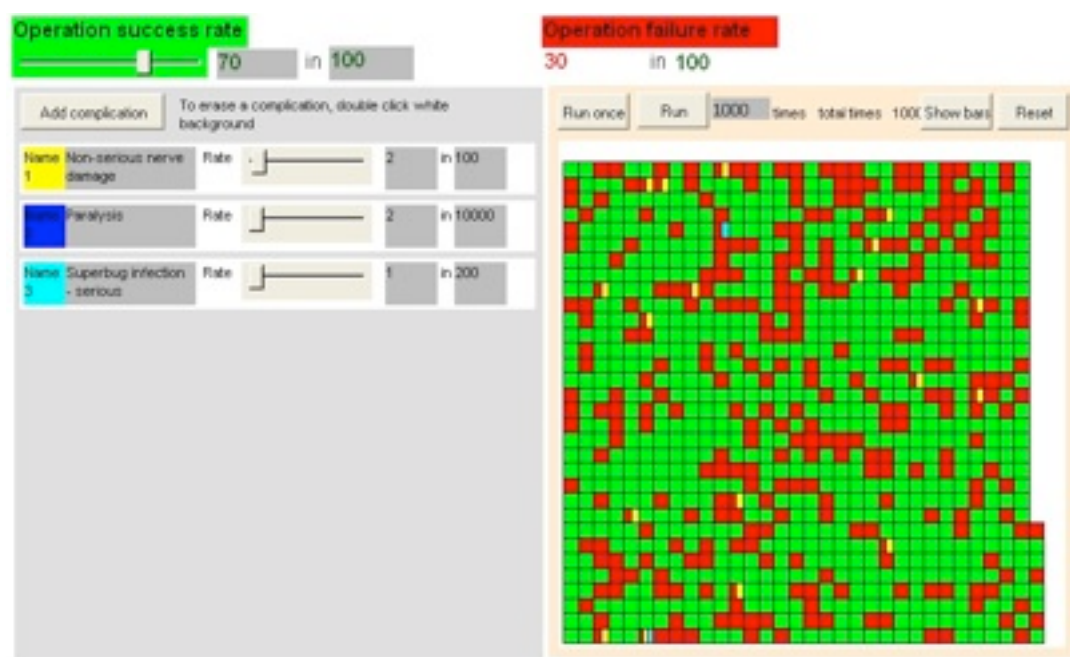 Operation success rate
70 in 100
Operation failure rate
30 in 100
Add complication
To erase a complication, double click white
background
Name Non-serious nerve Rate 2 in 100
1 damage
Paralysis Rate 2 in 10000
Name Superbug infection Rate 1 in 200
3 - serious
Run once Run 1000 times total times 100 Show bars Reset